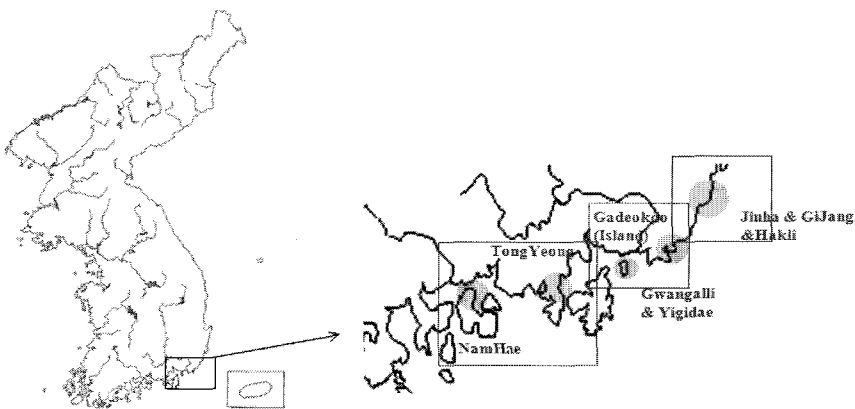 Gadeokdo
(Island)
Jinha & GiJang
&Hakli
TongYeong
Gwangalli
& Yigidae
NamHae